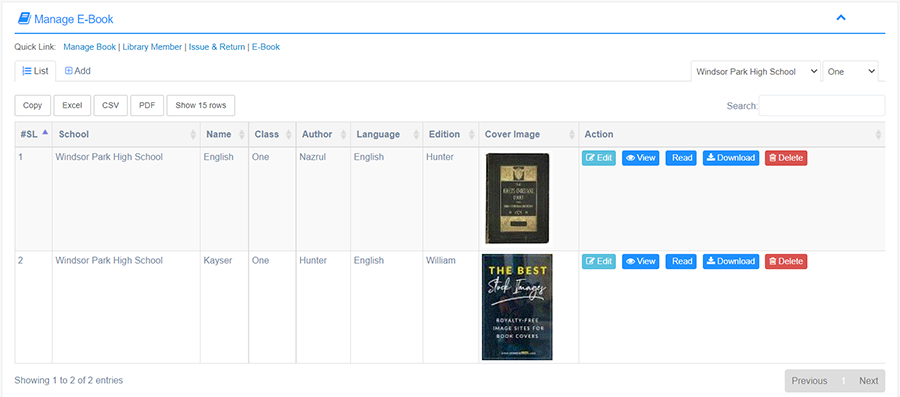 Manage E-Book
Quick Link: Manage Book | Library Member | Issue & Return | E-Book
List Add Windsor Park High School One
Copy Excel CSV PDF Show 15 rows Search:
#SL School Name Class Author Language Edition Cover Image Action
1 Windsor Park High School English One Nazrul English Hunter Edit View Read Download Delete
2 Windsor Park High School Kayser One Hunter English William Edit View Read Download Delete
THE BEST
Stock Images
ROYALTY-FREE
IMAGE SITES FOR
BOOK COVERS
Showing 1 to 2 of 2 entries Previous 1 Next